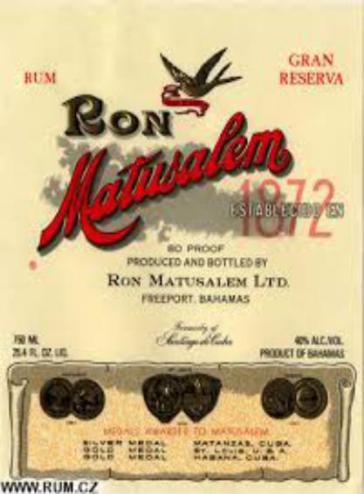 RUM
GRAN
RESERVA
RON
Matusalem
1872
ESTABLECIDO EN
80 PROOF
PRODUCED AND BOTTLED BY
RON MATUSALEM LTD.
FREEPORT, BAHAMAS
Formerly of
Santiago de Cuba
750 ML
25.4 FL. OZ. LIQ.
40% ALC./VOL.
PRODUCT OF BAHAMAS
MEDALS AWARDED TO MATUSALEM
SILVER MEDAL MATANZAS, CUBA.
GOLD MEDAL ST. LOUIS, U.S.A.
GOLD MEDAL HABANA, CUBA.
WWW.RUM.CZ